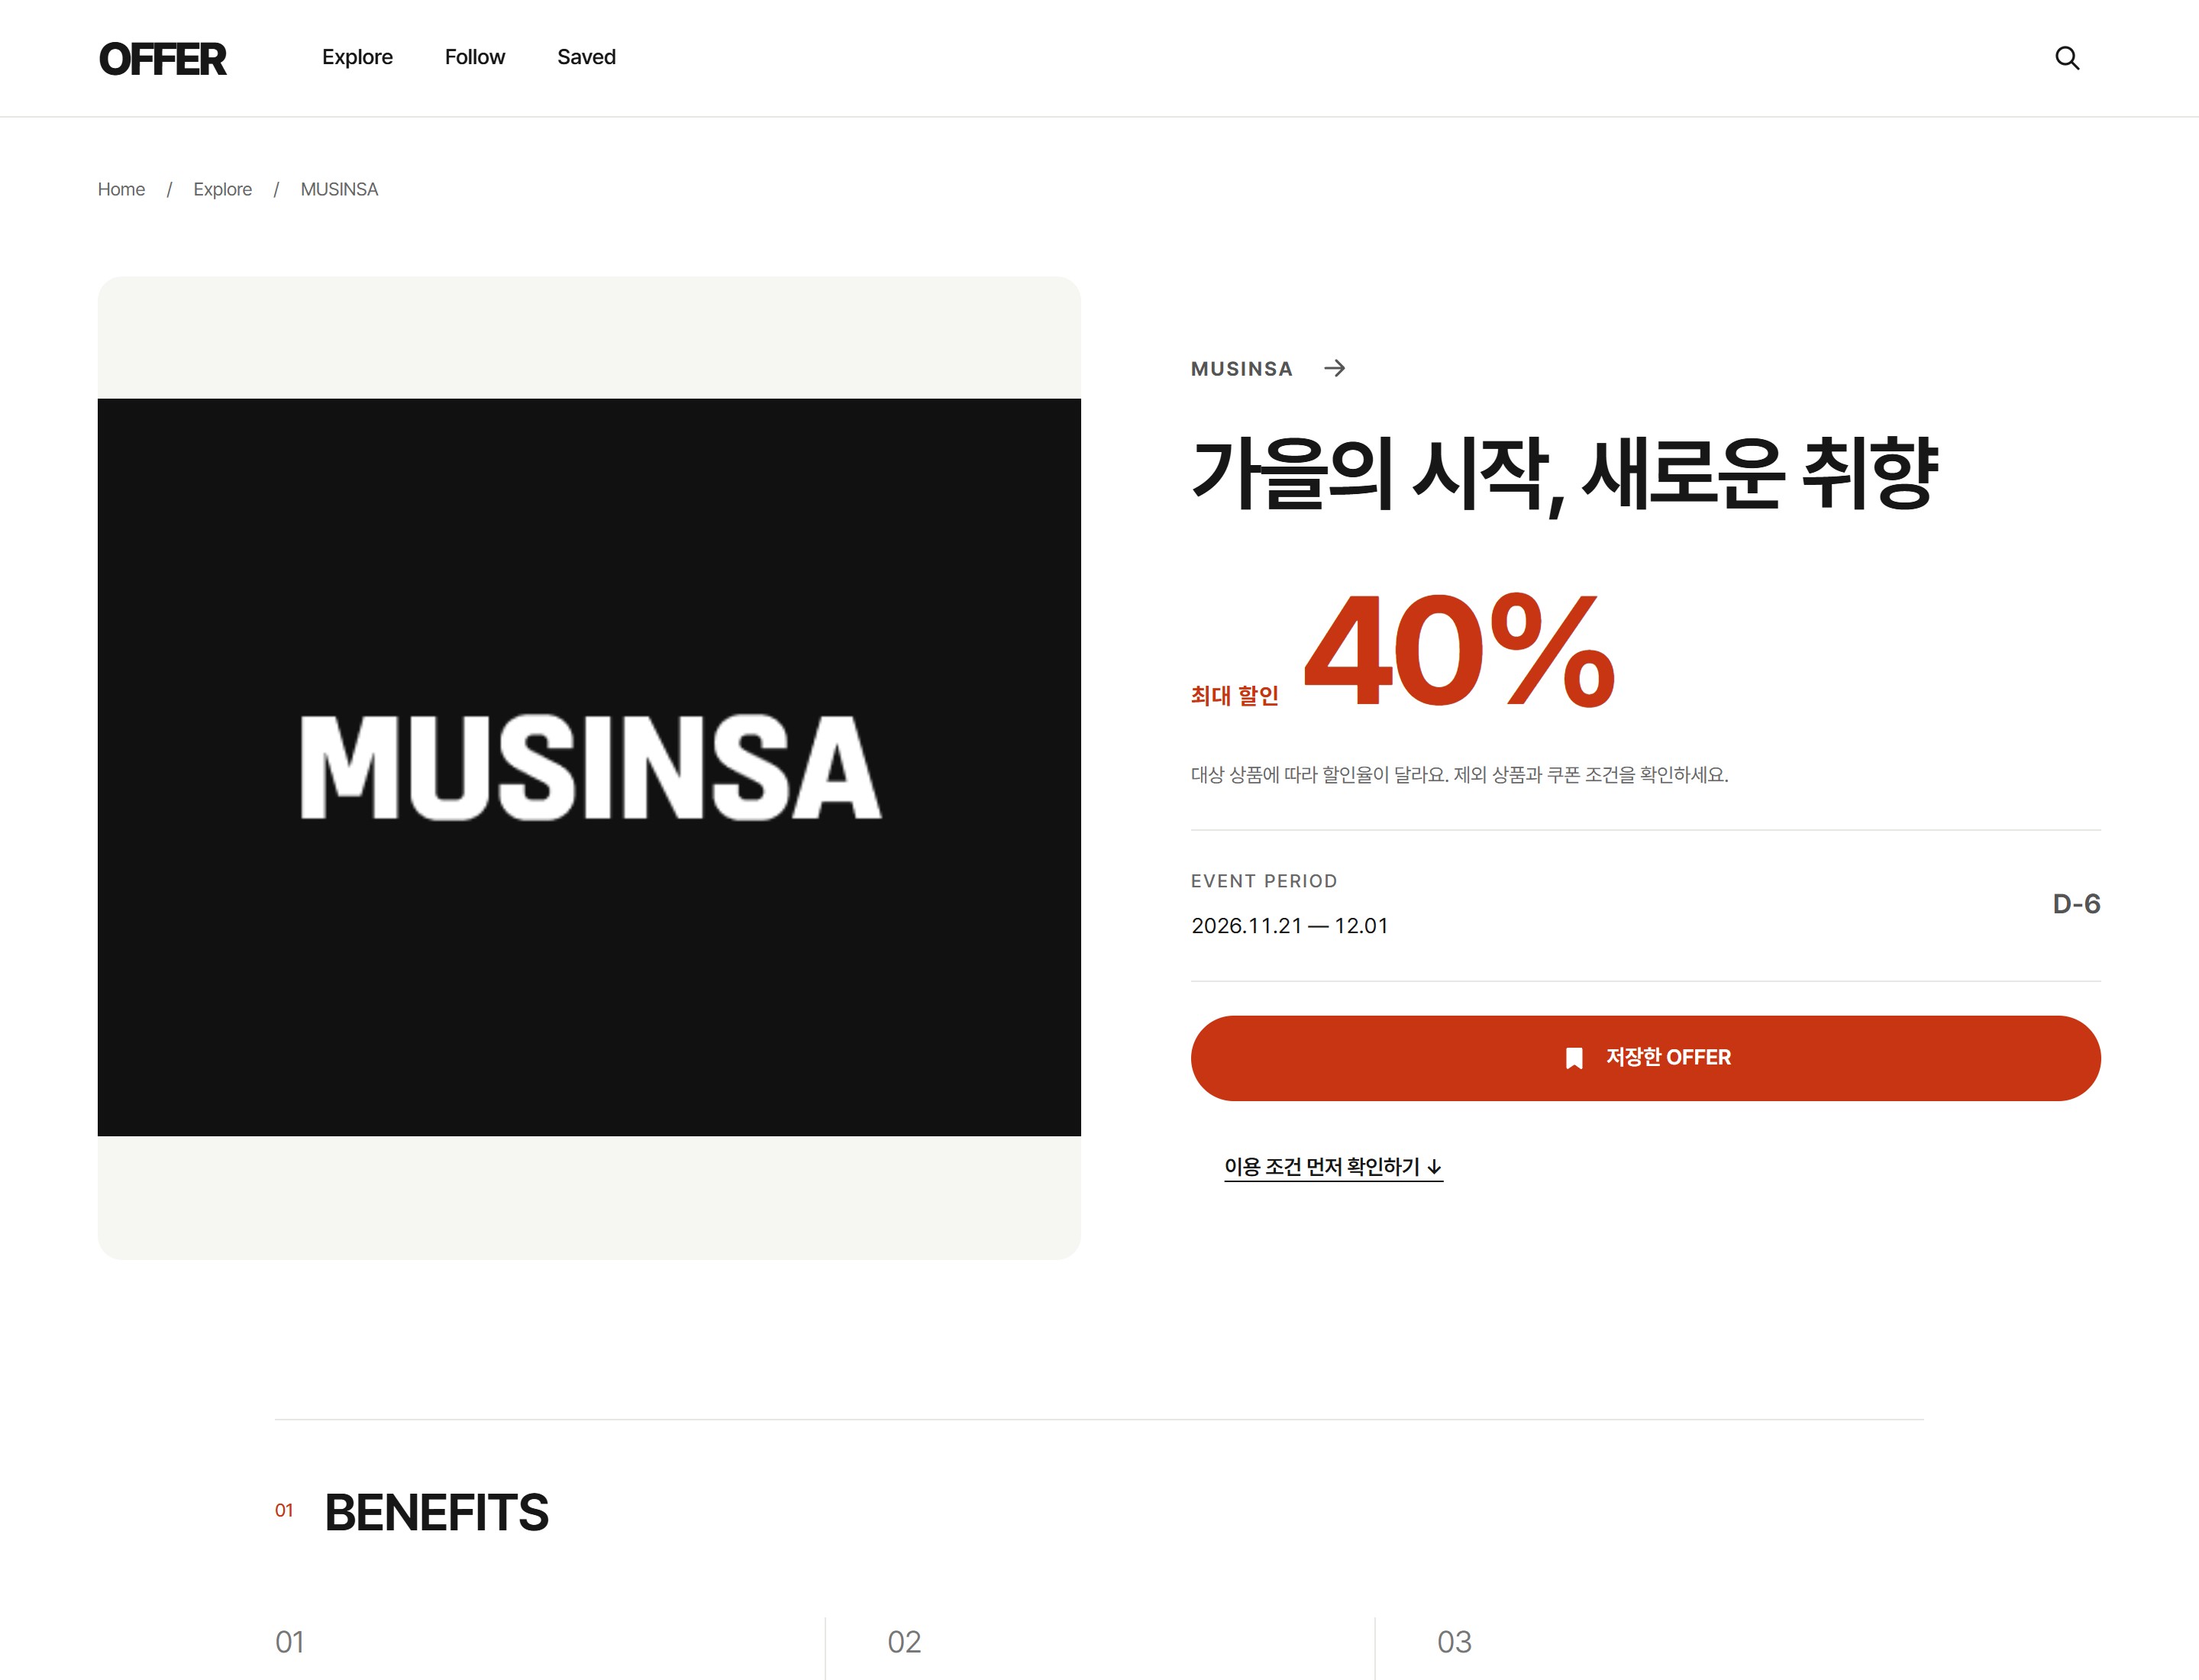 OFFER
Explore
Follow
Saved
Home / Explore / MUSINSA
MUSINSA
MUSINSA →
가을의 시작, 새로운 취향
최대 할인 40%
대상 상품에 따라 할인율이 달라요. 제외 상품과 쿠폰 조건을 확인하세요.
EVENT PERIOD
2026.11.21 — 12.01
D-6
저장한 OFFER
이용 조건 먼저 확인하기 ↓
01 BENEFITS
01
02
03